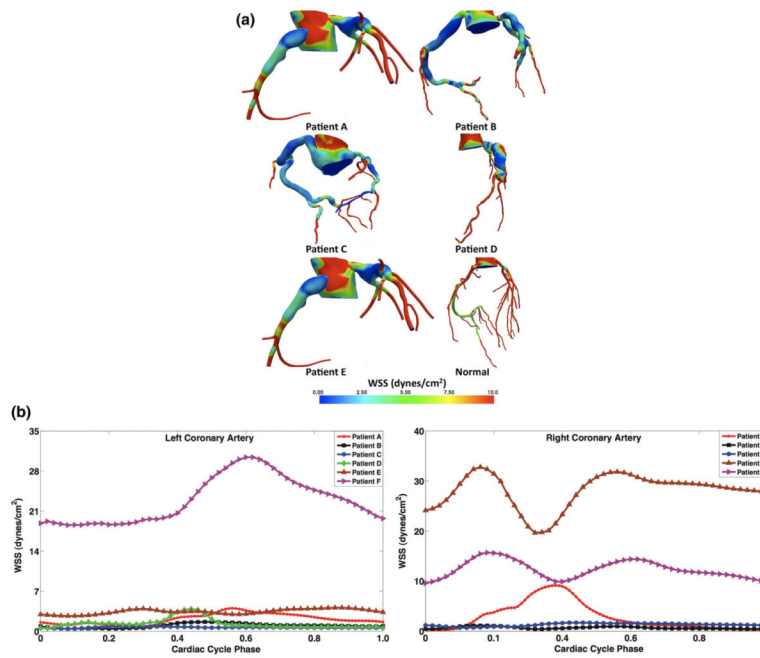 (a)
Patient A
Patient B
Patient C
Patient D
Patient E
Normal
WSS (dynes/cm²)
0.00 2.50 5.00 7.50 10.0
(b)
Left Coronary Artery
Patient A
Patient B
Patient C
Patient D
Patient E
Patient F
35
28
21
14
7
0
WSS (dynes/cm²)
0 0.2 0.4 0.6 0.8 1.0
Cardiac Cycle Phase
Right Coronary Artery
Patient
Patient
Patient
Patient
Patient
40
30
20
10
0
WSS (dynes/cm²)
0 0.1 0.4 0.6 0.8
Cardiac Cycle Phase